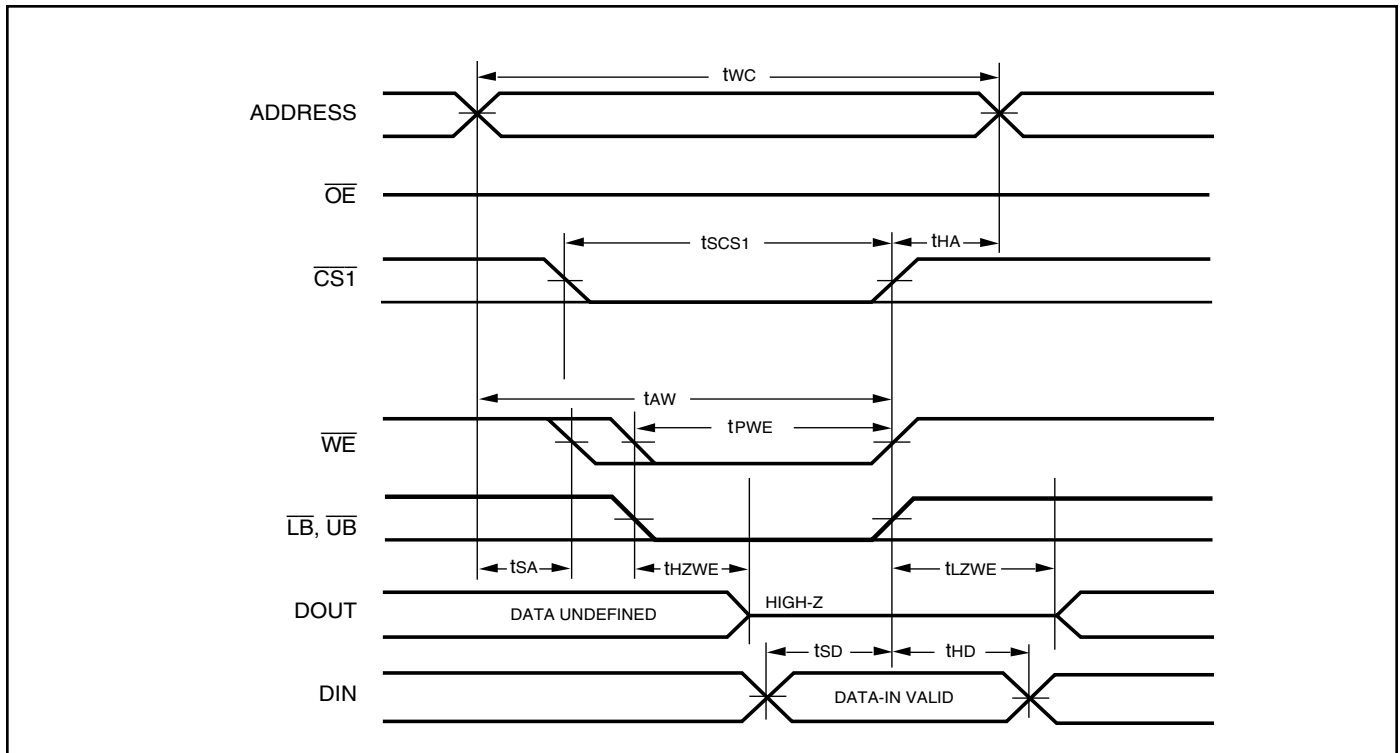 tWC
ADDRESS
OE
tSCS1
tHA
CS1
tAW
tPWE
WE
LB, UB
tSA
tHZWE
tLZWE
DOUT
DATA UNDEFINED
HIGH-Z
tSD
tHD
DIN
DATA-IN VALID